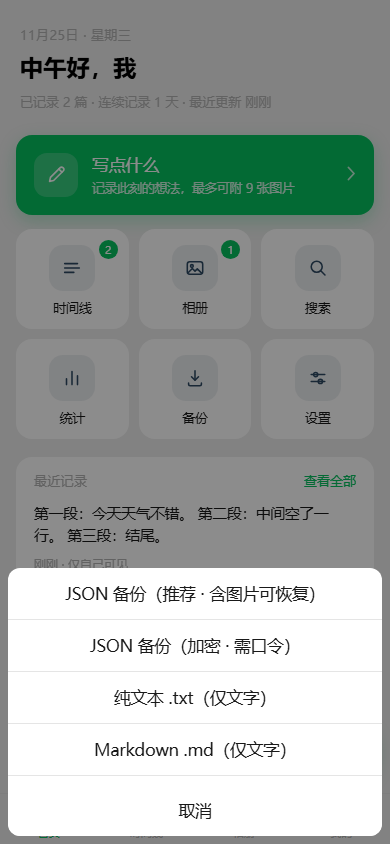 11月25日 · 星期三
中午好，我
已记录 2 篇 · 连续记录 1 天 · 最近更新 刚刚
写点什么
记录此刻的想法，最多可附 9 张图片
2
1
时间线
相册
搜索
统计
备份
设置
最近记录
查看全部
第一段：今天天气不错。 第二段：中间空了一
行。 第三段：结尾。
刚刚 · 仅自己可见
JSON 备份（推荐 · 含图片可恢复）
JSON 备份（加密 · 需口令）
纯文本 .txt（仅文字）
Markdown .md（仅文字）
取消